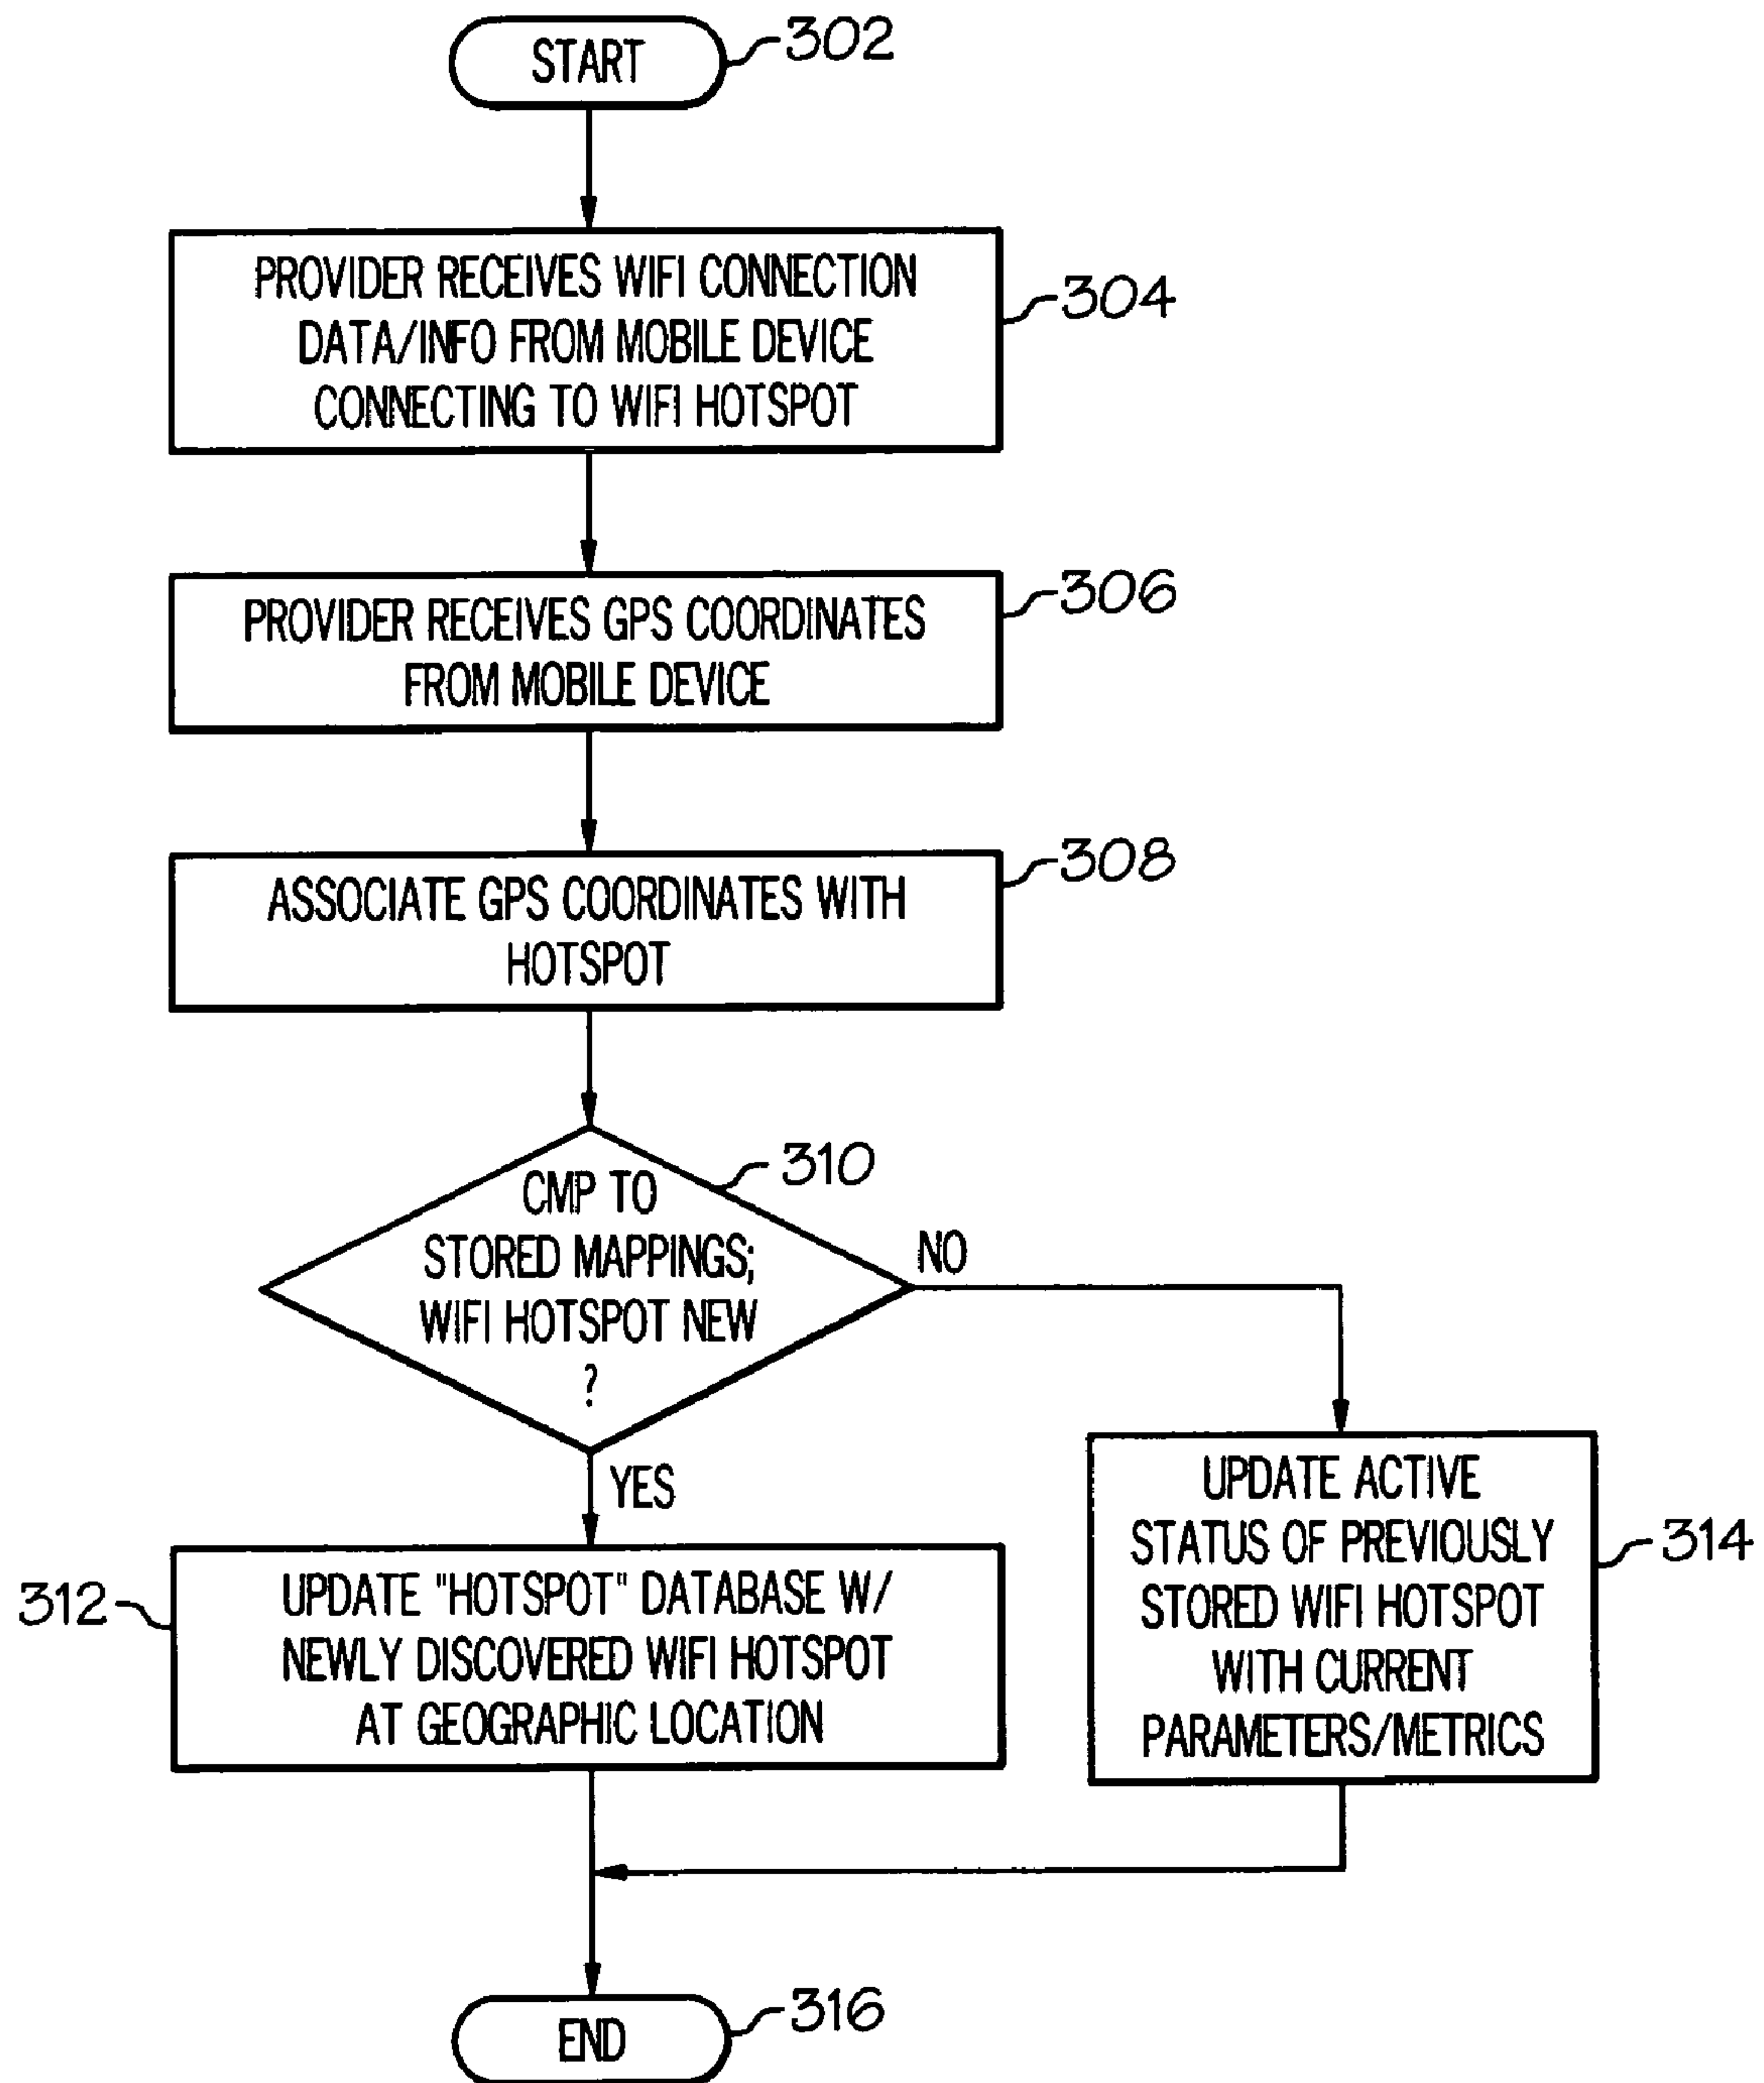 START
302
PROVIDER RECEIVES WIFI CONNECTION
DATA/INFO FROM MOBILE DEVICE
CONNECTING TO WIFI HOTSPOT
304
PROVIDER RECEIVES GPS COORDINATES
FROM MOBILE DEVICE
306
ASSOCIATE GPS COORDINATES WITH
HOTSPOT
308
CMP TO
STORED MAPPINGS;
WIFI HOTSPOT NEW
?
310
NO
YES
312
UPDATE "HOTSPOT" DATABASE W/
NEWLY DISCOVERED WIFI HOTSPOT
AT GEOGRAPHIC LOCATION
UPDATE ACTIVE
STATUS OF PREVIOUSLY
STORED WIFI HOTSPOT
WITH CURRENT
PARAMETERS/METRICS
314
END
316